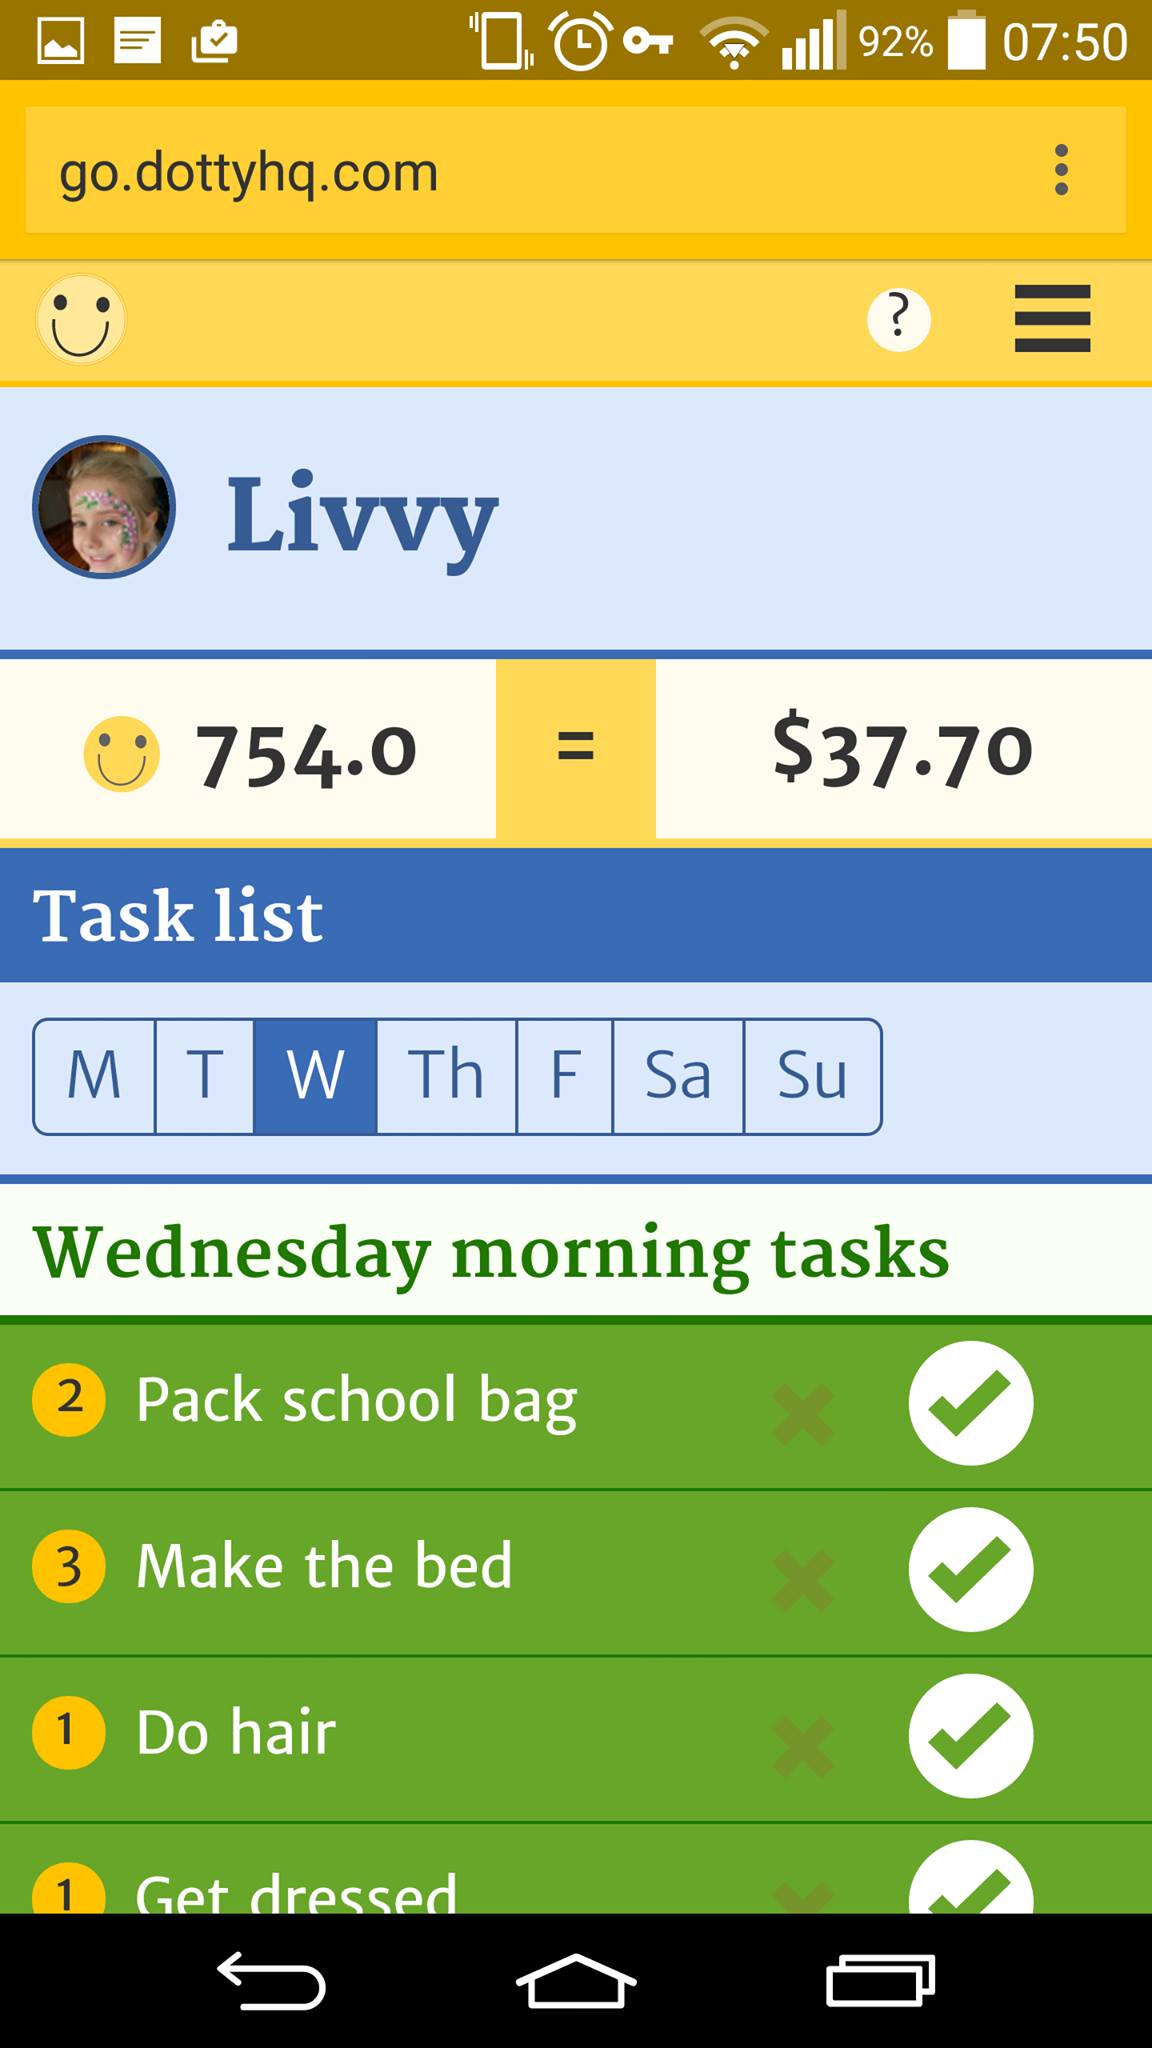 92% 07:50
go.dottyhq.com
?
Livvy
754.0 = $37.70
Task list
M T W Th F Sa Su
Wednesday morning tasks
2 Pack school bag
3 Make the bed
1 Do hair
1 Get dressed